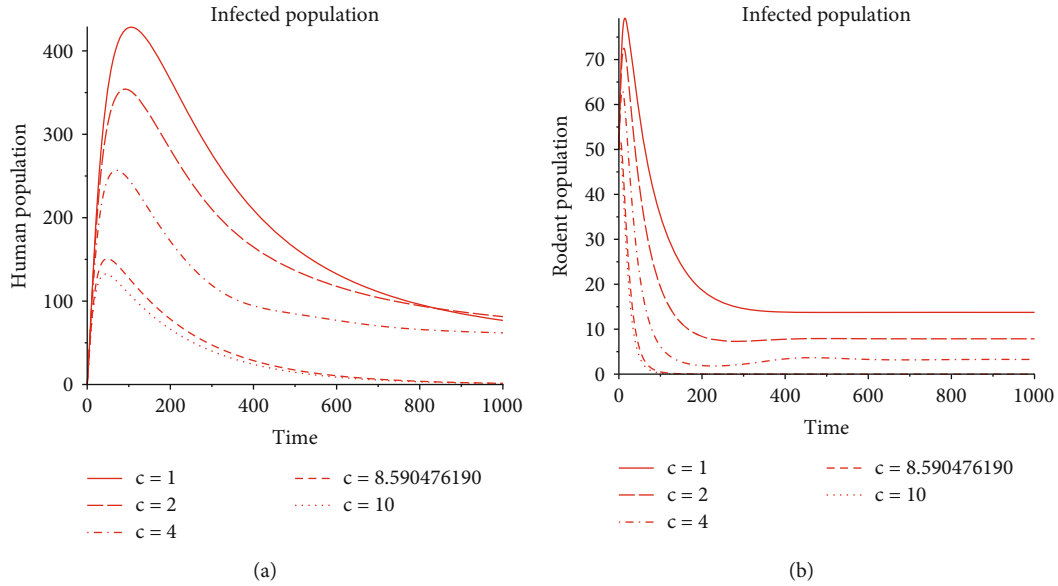 Infected population
Human population
400
300
200
100
0
0 200 400 600 800 1000
Time
c = 1
c = 2
c = 4
c = 8.590476190
c = 10
(a)
Infected population
Rodent population
70
60
50
40
30
20
10
0
0 200 400 600 800 1000
Time
c = 1
c = 2
c = 4
c = 8.590476190
c = 10
(b)